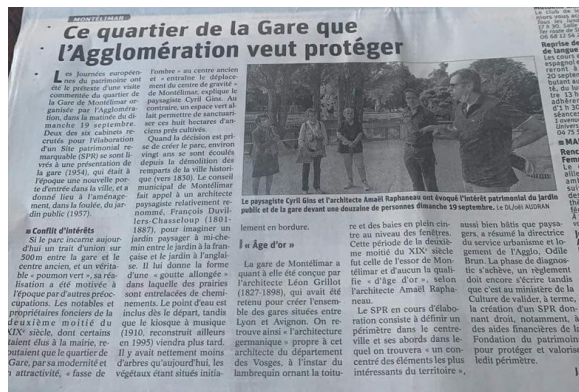 MONTÉLIMAR
Ce quartier de la Gare que
l'Agglomération veut protéger
Les Journées européen-
nes du patrimoine ont
été le prétexte d'une visite
commentée du quartier de
la Gare de Montélimar or-
ganisée par l'Aggloméra-
tion, dans la matinée du di-
manche 19 septembre.
Deux des six cabinets re-
crutés pour l'élaboration
d'un Site patrimonial re-
marquable (SPR) se sont li-
vrés à une présentation de
la gare (1954), qui était à
l'époque une nouvelle por-
te d'entrée dans la ville, et a
donné lieu à l'aménage-
ment, dans la foulée, du jar-
din public (1957).
Conflit d'intérêts
Si le parc incarne aujour-
d'hui un trait d'union sur
500 m entre la gare et le
centre ancien, et un vérita-
ble « poumon vert », sa réa-
lisation a été motivée à
l'époque par d'autres préoc-
cupations. Les notables et
propriétaires fonciers de la
deuxième moitié du
XIXe siècle, dont certains
étaient élus à la mairie, re-
doutaient que le quartier de
Gare, par sa modernité et
attractivité, « fasse de
l'ombre » au centre ancien
et « entraîne le déplace-
ment du centre de gravité »
de Montélimar, explique le
paysagiste Cyril Gins. Au
contraire, un espace vert al-
lait permettre de sanctuari-
ser ces huit hectares d'an-
ciens prés cultivés.
Quand la décision est pri-
se de créer le parc, environ
vingt ans se sont écoulés
depuis la démolition des
remparts de la ville histori-
que (vers 1830). Le conseil
municipal de Montélimar
fait appel à un architecte
paysagiste relativement
renommé, François Duvil-
lers-Chasseloup (1801-
1887), pour imaginer un
jardin paysager à mi-che-
min entre le jardin à la fran-
çaise et le jardin à l'anglai-
se. Il lui donne la forme
d'une « goutte allongée »
dans laquelle des prairies
sont entrelacées de chemi-
nements. Le point d'eau est
inclus dès le départ, tandis
que le kiosque à musique
(1910, reconstruit ailleurs
en 1995) viendra plus tard.
Il y avait nettement moins
d'arbres qu'aujourd'hui, les
végétaux étant situés initia-
lement en bordure.
Le paysagiste Cyril Gins et l'architecte Amaël Raphaneau ont évoqué l'intérêt patrimonial du jardin
public et de la gare devant une douzaine de personnes dimanche 19 septembre. Le DL/Joël AUDRAN
« Âge d'or »
La gare de Montélimar a
quant à elle été conçue par
l'architecte Léon Grillot
(1827-1898), qui avait été
retenu pour créer l'ensem-
ble des gares situées entre
Lyon et Avignon. On re-
trouve ainsi « l'architecture
germanique » propre à cet
architecte du département
des Vosges, à l'instar du
lambrequin ornant la toitu-
re et des baies en plein cin-
tre au niveau des fenêtres.
Cette période de la deuxiè-
me moitié du XIXe siècle
fut celle de l'essor de Mon-
télimar et d'aucun la quali-
fie « d'âge d'or », selon
l'architecte Amaël Rapha-
neau.
Le SPR en cours d'élabo-
ration consiste à définir un
périmètre dans le centre-
ville et ses abords dans le-
quel on trouvera « un con-
centré des éléments les plus
intéressants du territoire »,
aussi bien bâtis que paysa-
gers, a résumé la directrice
du service urbanisme et lo-
gement de l'Agglo, Odile
Brun. La phase de diagnos-
tic s'achève, un règlement
doit encore être écrit tandis
que c'est au ministère de la
Culture de valider, à terme,
la création d'un SPR don-
nant droit, notamment, à
des aides financières de la
Fondation du patrimoine
pour protéger et valoriser
ledit périmètre.
Reprise de
de langue